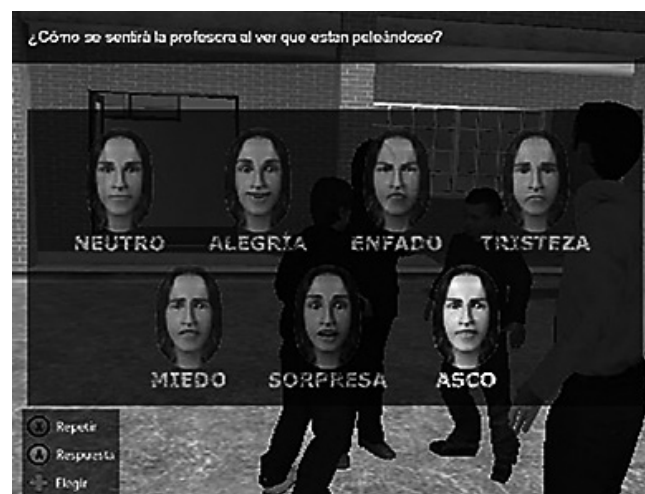 ¿Cómo se sentirá la profesora al ver que estan peleándose?
NEUTRO ALEGRÍA ENFADO TRISTEZA
MIEDO SORPRESA ASCO
X Repetir
A Respuesta
Elegir